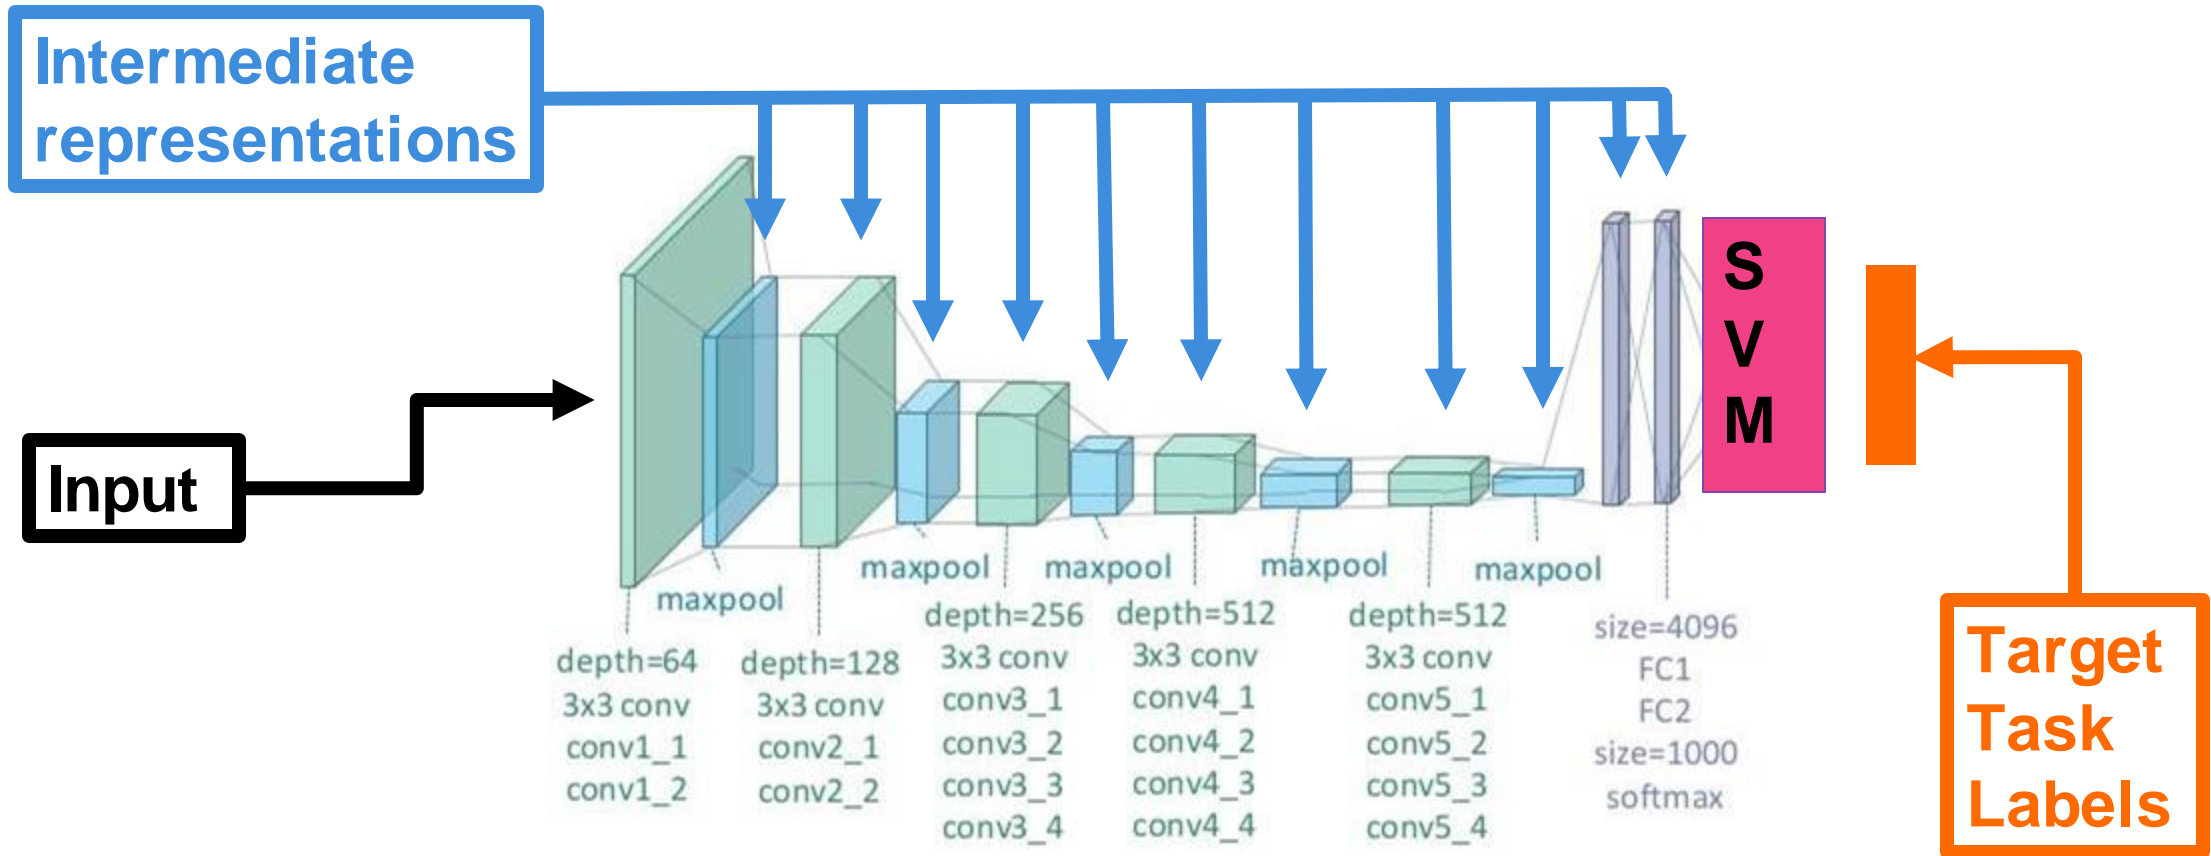 Intermediate
representations
Input
S
V
M
maxpool
maxpool
maxpool
maxpool
maxpool
depth=64
3x3 conv
conv1_1
conv1_2
depth=128
3x3 conv
conv2_1
conv2_2
depth=256
3x3 conv
conv3_1
conv3_2
conv3_3
conv3_4
depth=512
3x3 conv
conv4_1
conv4_2
conv4_3
conv4_4
depth=512
3x3 conv
conv5_1
conv5_2
conv5_3
conv5_4
size=4096
FC1
FC2
size=1000
softmax
Target
Task
Labels